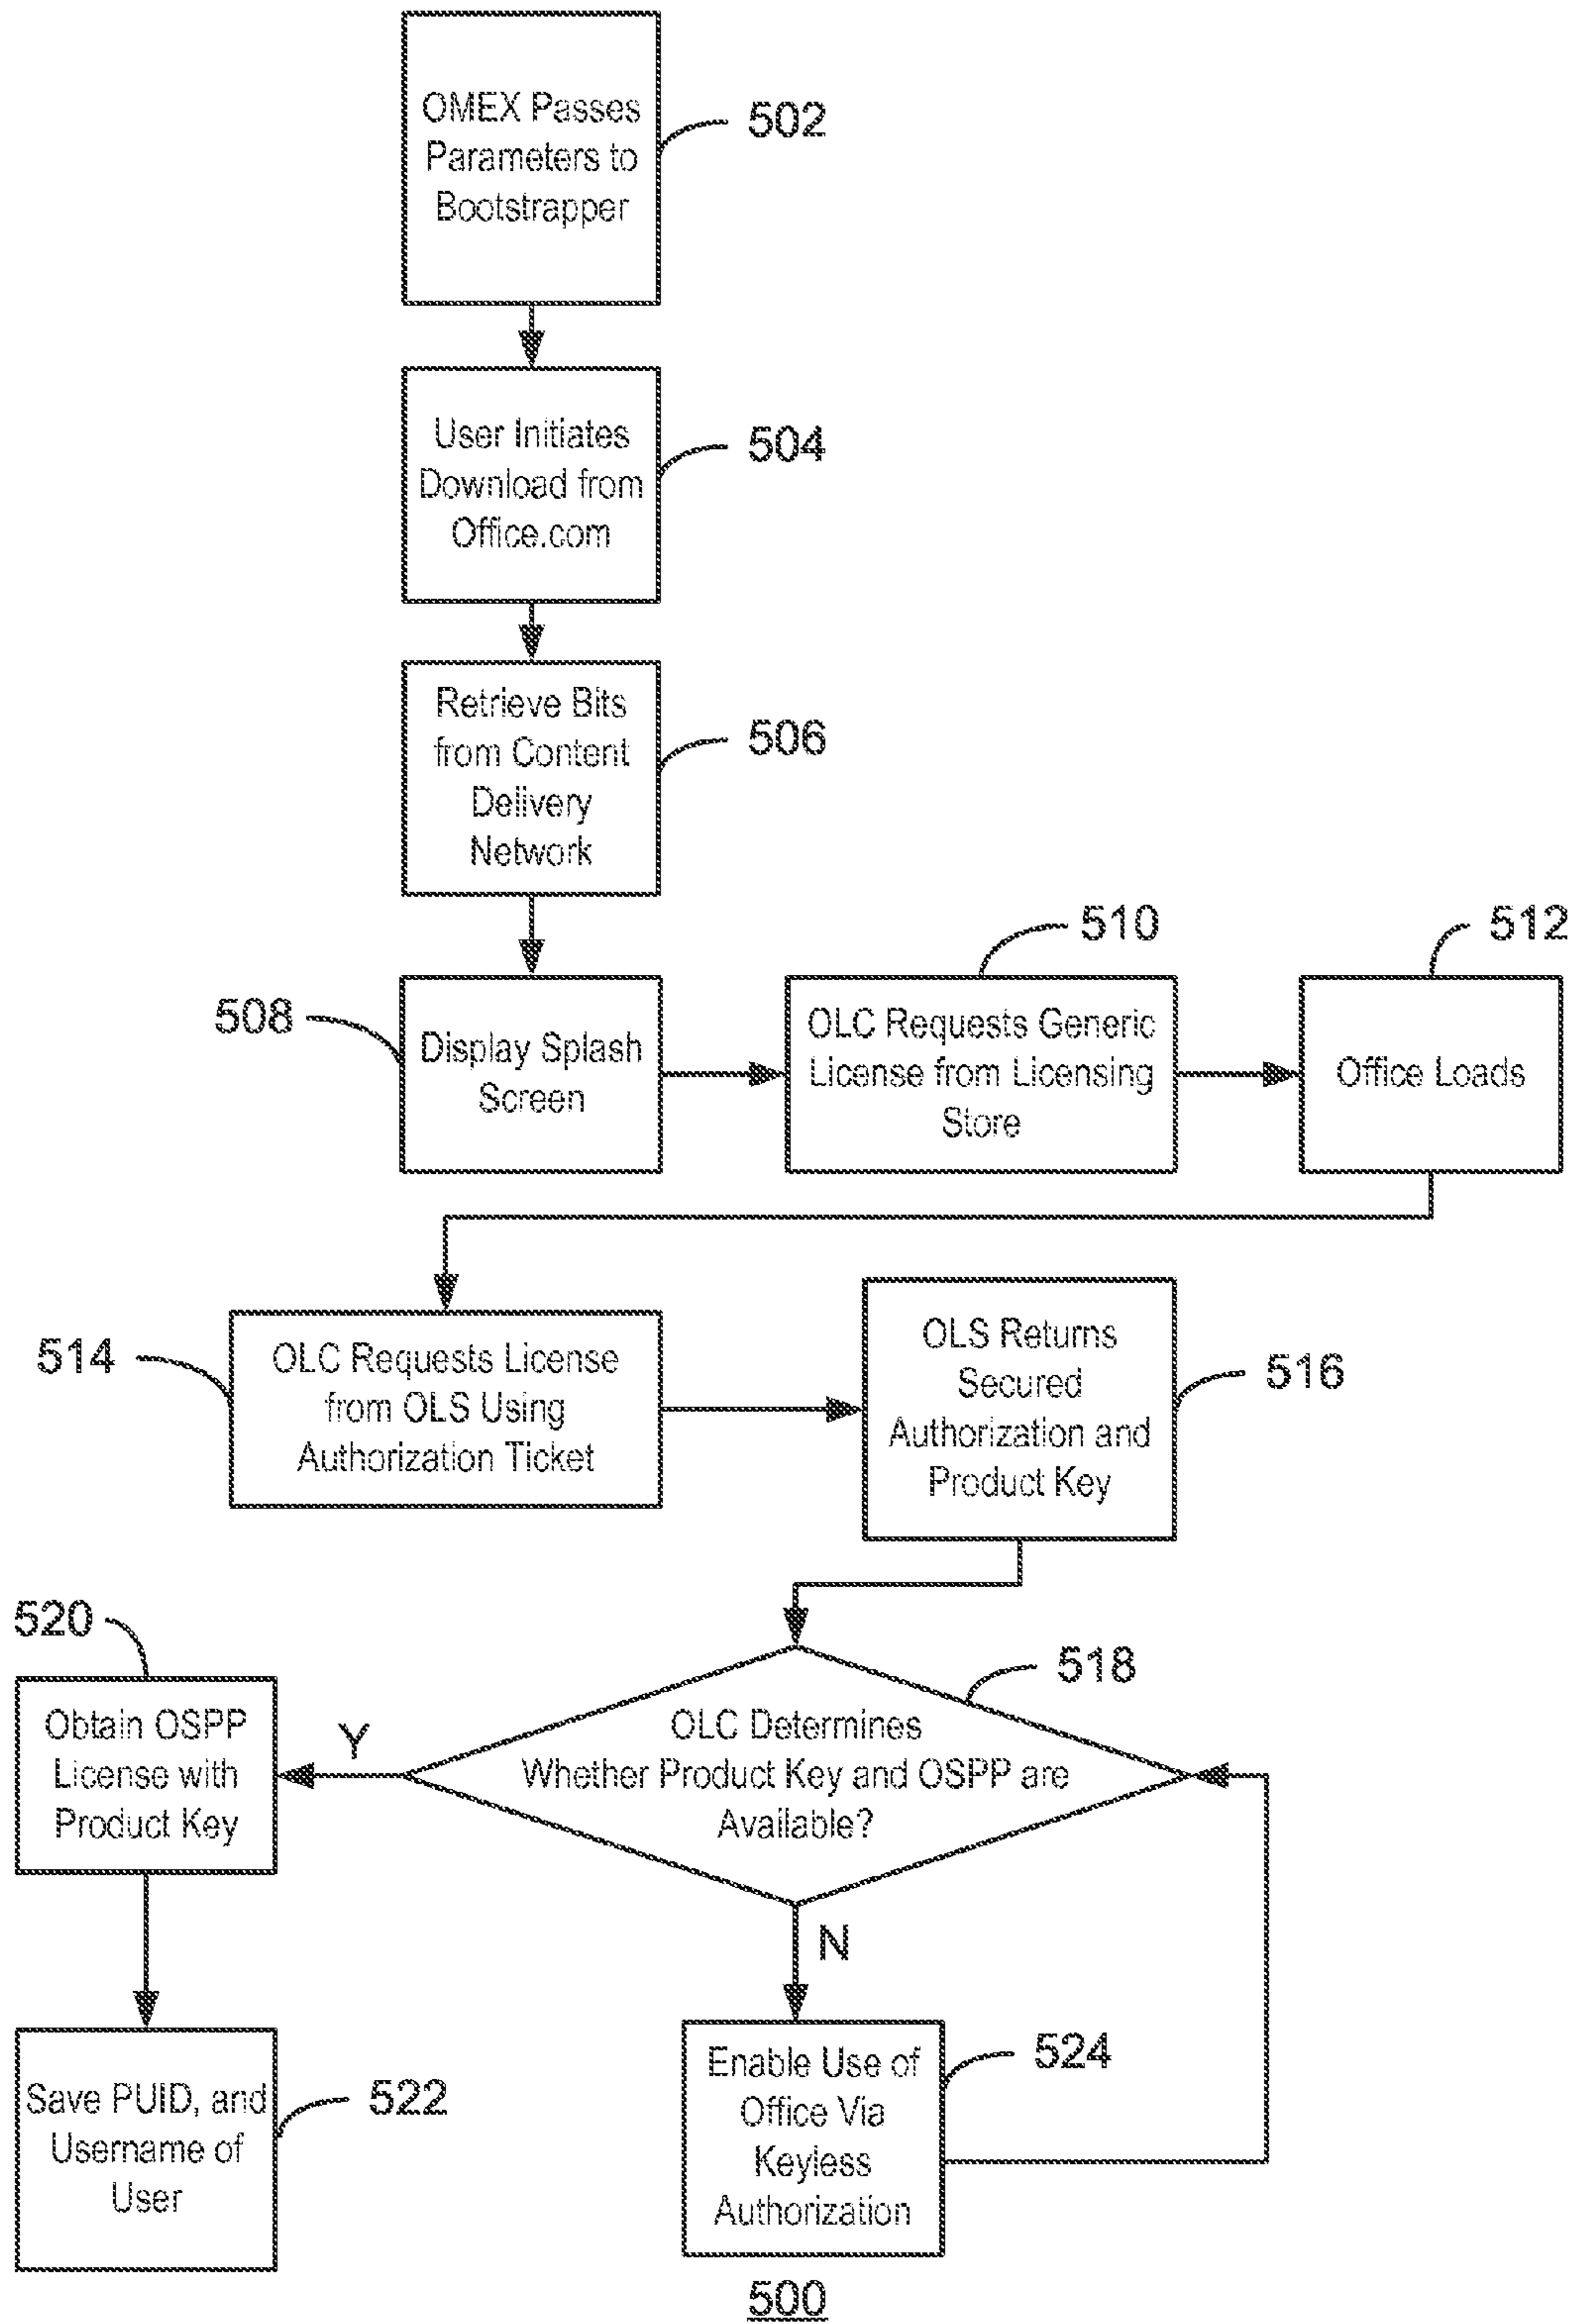 OMEX Passes
Parameters to
Bootstrapper
502
User Initiates
Download from
Office.com
504
Retrieve Bits
from Content
Delivery
Network
506
508
Display Splash
Screen
510
OLC Requests Generic
License from Licensing
Store
512
Office Loads
514
OLC Requests License
from OLS Using
Authorization Ticket
OLS Returns
Secured
Authorization and
Product Key
516
518
OLC Determines
Whether Product Key and OSPP are
Available?
Y
520
Obtain OSPP
License with
Product Key
Save PUID, and
Username of
User
522
N
Enable Use of
Office Via
Keyless
Authorization
524
500